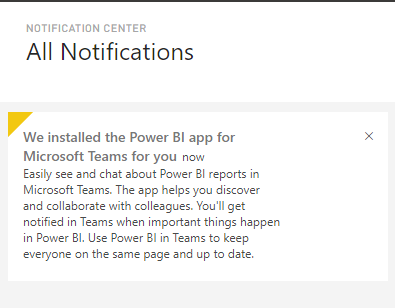 NOTIFICATION CENTER
All Notifications
We installed the Power BI app for
Microsoft Teams for you now
Easily see and chat about Power BI reports in
Microsoft Teams. The app helps you discover
and collaborate with colleagues. You'll get
notified in Teams when important things happen
in Power BI. Use Power BI in Teams to keep
everyone on the same page and up to date.